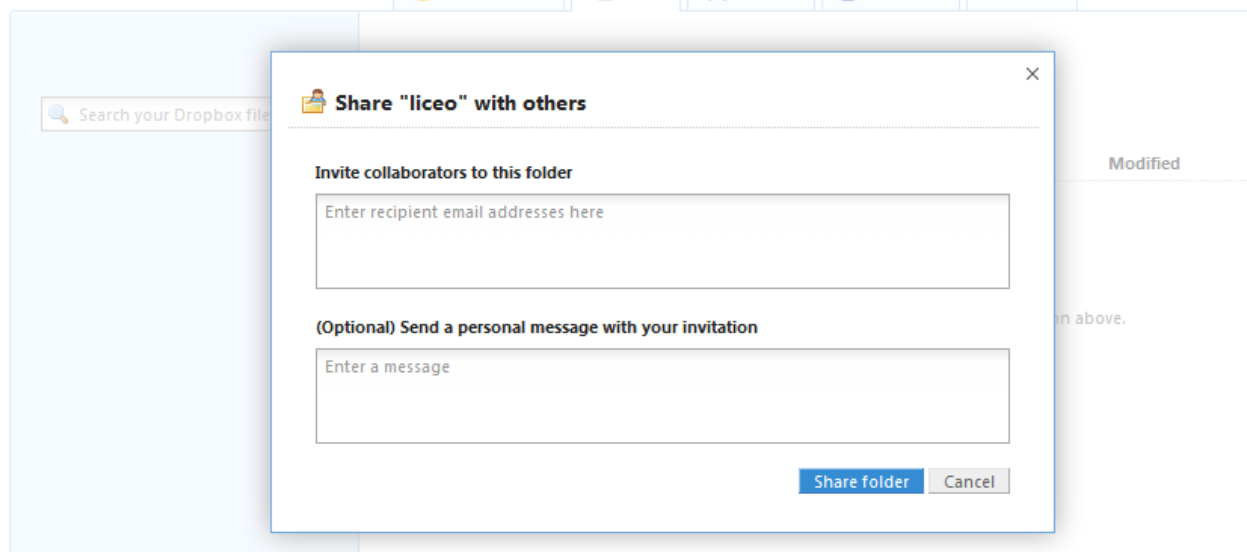 Search your Dropbox file
Share "liceo" with others
Modified
Invite collaborators to this folder
Enter recipient email addresses here
on above.
(Optional) Send a personal message with your invitation
Enter a message
Share folder
Cancel